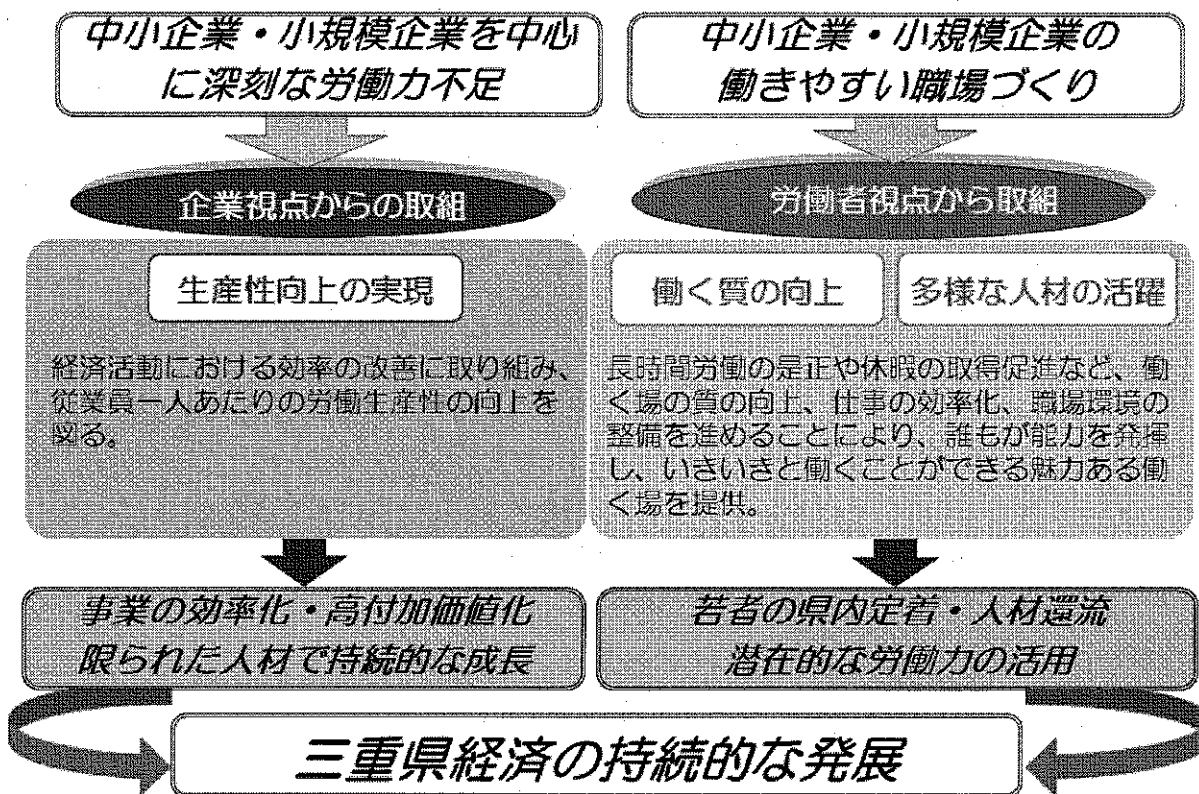 中小企業・小規模企業を中心
に深刻な労働力不足
企業視点からの取組
生産性向上の実現
経済活動における効率の改善に取り組み、
従業員一人あたりの労働生産性の向上を
図る。
事業の効率化・高付加価値化
限られた人材で持続的な成長
中小企業・小規模企業の
働きやすい職場づくり
労働者視点から取組
働く質の向上
多様な人材の活躍
長時間労働の是正や休暇の取得促進など、働
く場の質の向上、仕事の効率化、職場環境の
整備を進めることにより、誰もが能力を発揮
し、いきいきと働くことができる魅力ある働
く場を提供。
若者の県内定着・人材還流
潜在的な労働力の活用
三重県経済の持続的な発展